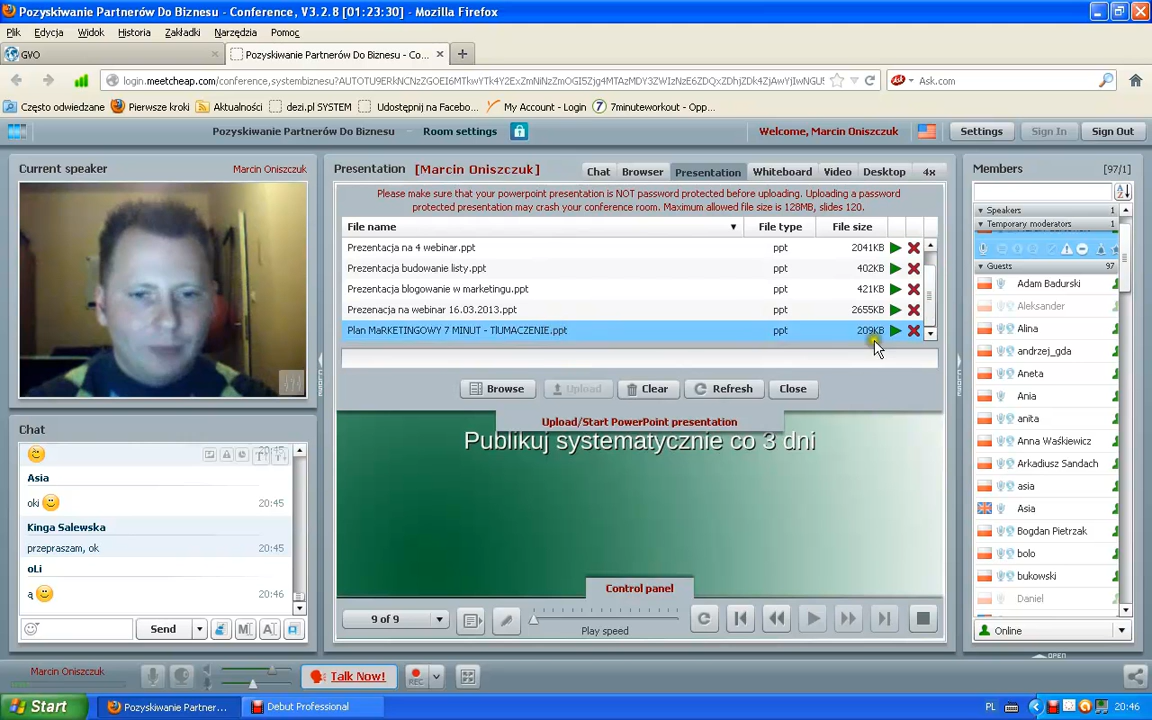 Pozyskiwanie Partnerów Do Biznesu - Conference, V3.2.8 [01:23:30] - Mozilla Firefox
Plik Edycja Widok Historia Zakładki Narzędzia Pomoc
GVO
Pozyskiwanie Partnerów Do Biznesu - Co...
login.meetcheap.com/conference,systembiznesu?
Ask.com
Często odwiedzane Pierwsze kroki Aktualności dezi.pl SYSTEM Udostępnij na Facebo... My Account - Login 7minuteworkout - Opp...
Pozyskiwanie Partnerów Do Biznesu Room settings Welcome, Marcin Oniszczuk Settings Sign In Sign Out
Current speaker Marcin Oniszczuk
Presentation [Marcin Oniszczuk] Chat Browser Presentation Whiteboard Video Desktop 4x
Please make sure that your powerpoint presentation is NOT password protected before uploading. Uploading a password
protected presentation may crash your conference room. Maximum allowed file size is 128MB, slides 120.
File name File type File size
Prezentacja na 4 webinar.ppt ppt 2041KB
Prezentacja budowanie listy.ppt ppt 402KB
Prezentacja blogowanie w marketingu.ppt ppt 421KB
Prezenacja na webinar 16.03.2013.ppt ppt 2655KB
Plan MaRKETINGOWY 7 MINUT - TlUMACZENIE.ppt ppt 209KB
Browse Upload Clear Refresh Close
Upload/Start PowerPoint presentation
Publikuj systematycznie co 3 dni
Control panel
9 of 9
Play speed
Chat
20:45
Asia
oki 20:45
Kinga Salewska
przepraszam, ok 20:45
oLi
ą 20:46
Send
Members [97/1]
Speakers 1
Temporary moderators 1
Guests 97
Adam Badurski
Aleksander
Alina
andrzej_gda
Aneta
Ania
anita
Anna Waśkiewicz
Arkadiusz Sandach
asia
Asia
Bogdan Pietrzak
bolo
bukowski
Daniel
Online
OPEN
Marcin Oniszczuk
Talk Now!
REC
Start Pozyskiwanie Partner... Debut Professional PL 20:46